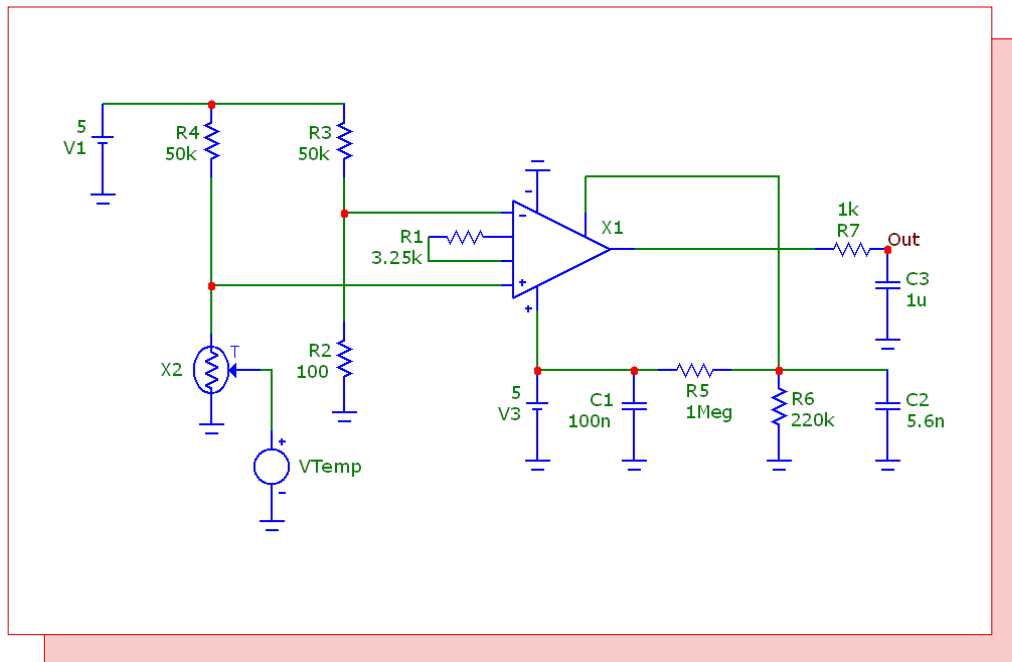 5
V1
R4
50k
R3
50k
-
-
X1
1k
R7
Out
R1
3.25k
C3
1u
+
+
T
X2
R2
100
5
V3
C1
100n
R5
1Meg
R6
220k
C2
5.6n
+
VTemp
-